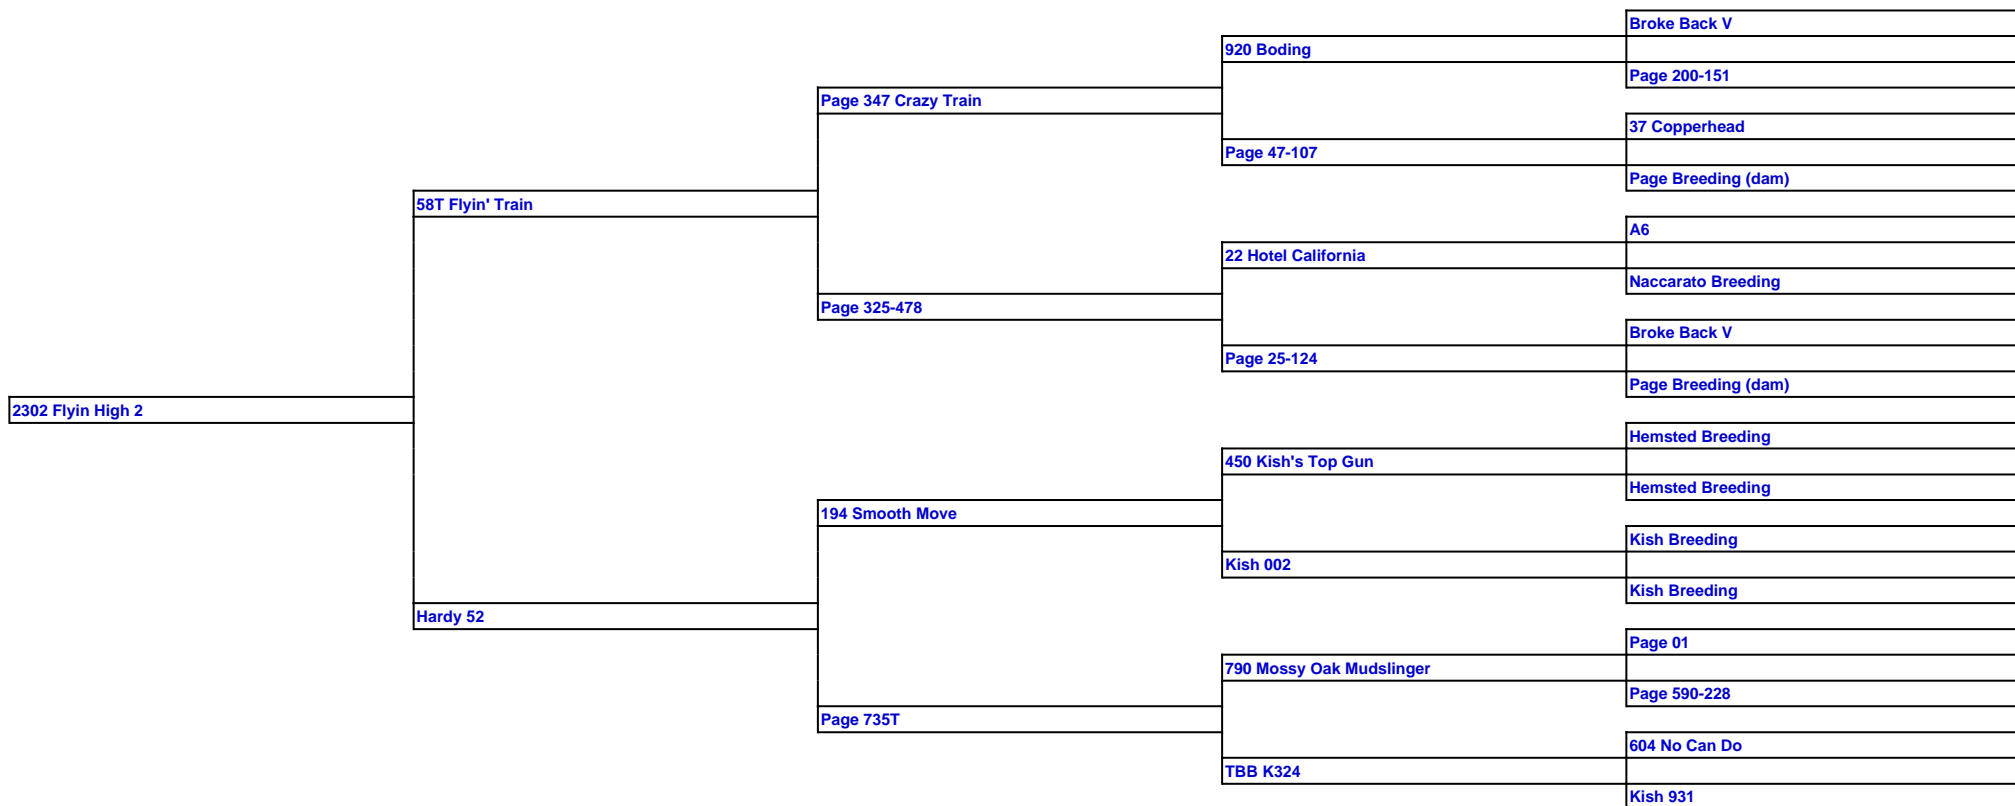 Broke Back V
920 Boding
Page 200-151
Page 347 Crazy Train
37 Copperhead
Page 47-107
Page Breeding (dam)
58T Flyin' Train
A6
22 Hotel California
Naccarato Breeding
Page 325-478
Broke Back V
Page 25-124
Page Breeding (dam)
2302 Flyin High 2
Hemsted Breeding
450 Kish's Top Gun
Hemsted Breeding
194 Smooth Move
Kish Breeding
Kish 002
Kish Breeding
Hardy 52
Page 01
790 Mossy Oak Mudslinger
Page 590-228
Page 735T
604 No Can Do
TBB K324
Kish 931